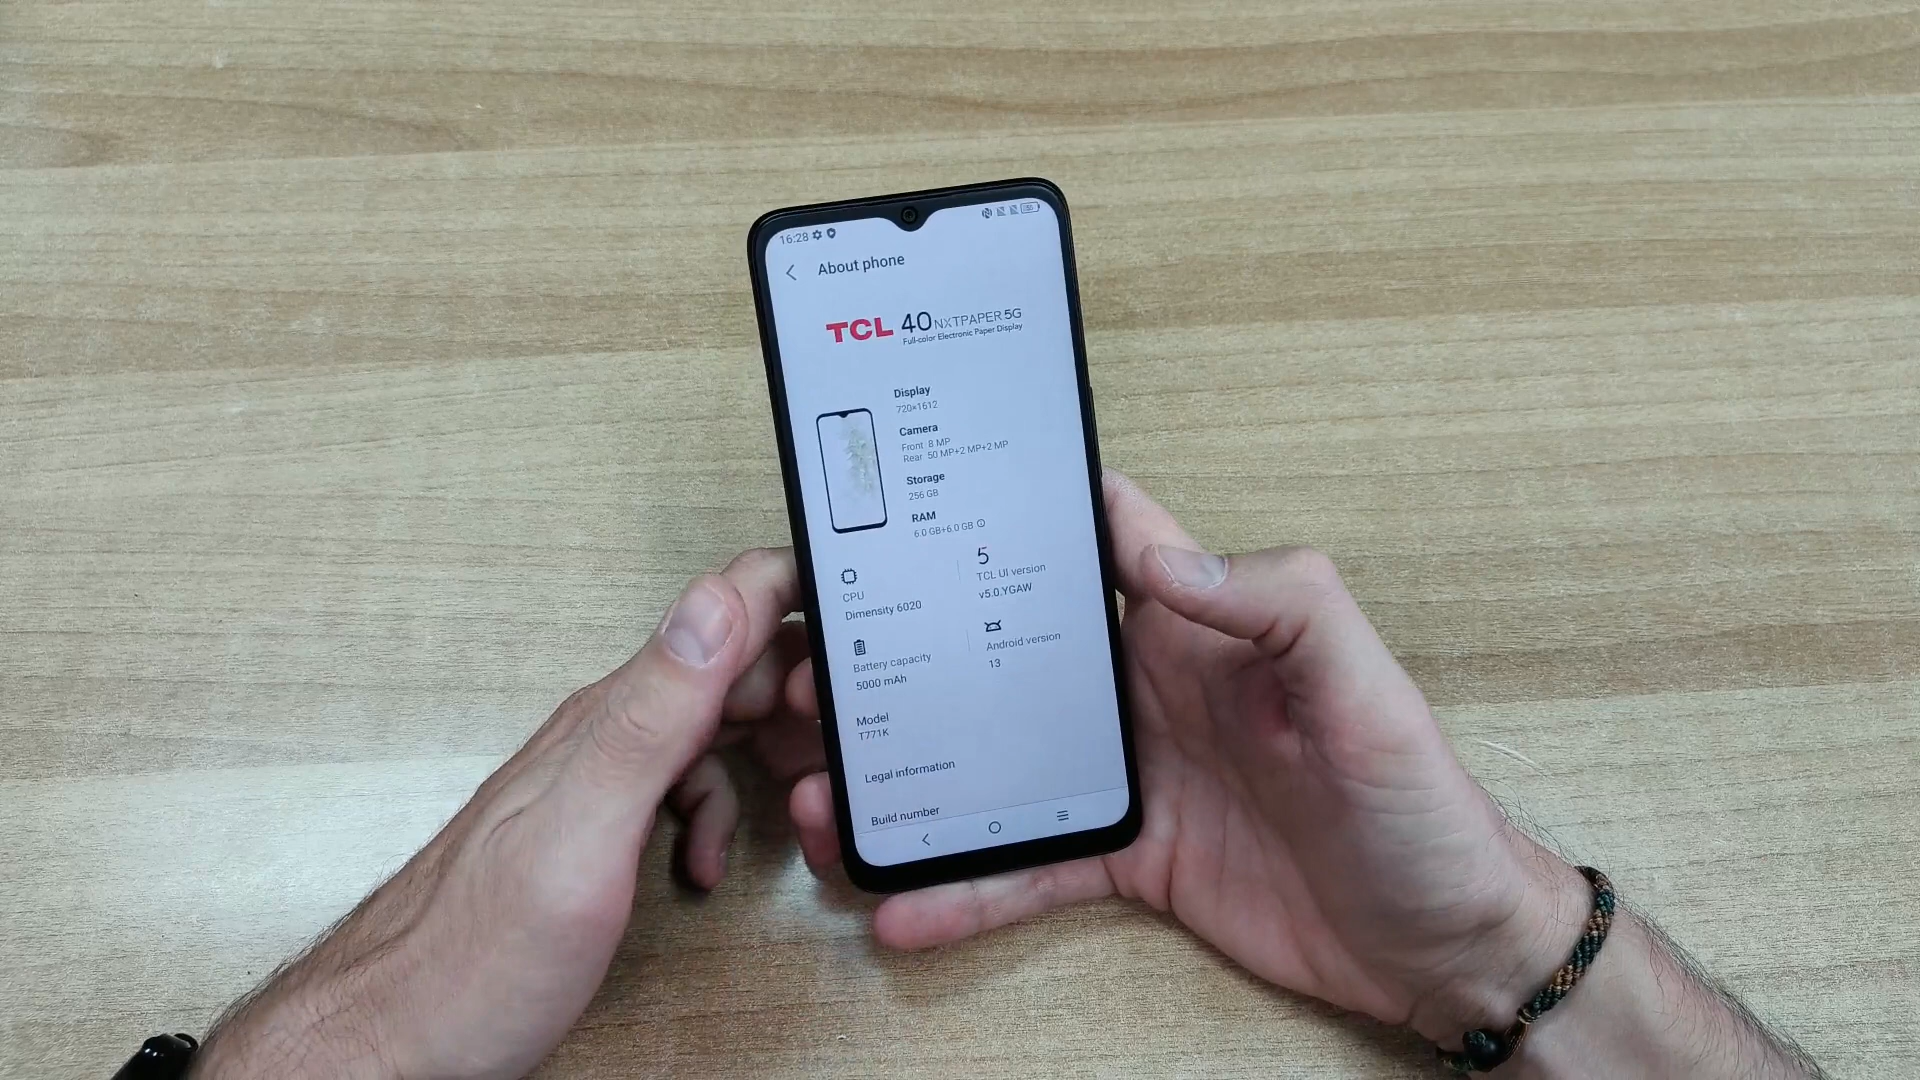 16:28
About phone
TCL 40 NXTPAPER 5G
Full-color Electronic Paper Display
Display
720×1612
Camera
Front 8 MP
Rear 50 MP+2 MP+2 MP
Storage
256 GB
RAM
6.0 GB+6.0 GB
CPU
Dimensity 6020
5
TCL UI version
v5.0.YGAW
Battery capacity
5000 mAh
Android version
13
Model
T771K
Legal information
Build number